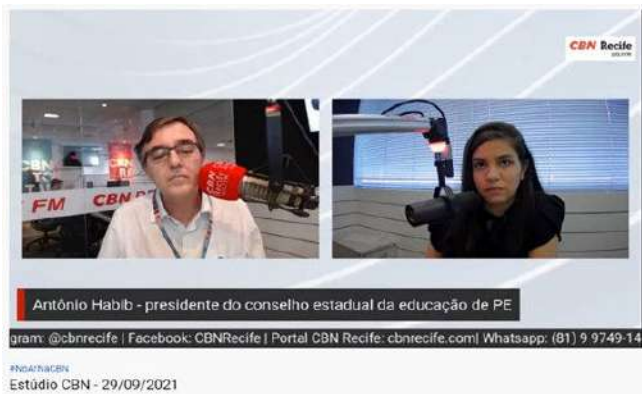 CBN Recife
FM CBN
CBN
Antônio Habib - presidente do conselho estadual da educação de PE
gram: @cbnrecife | Facebook: CBNRecife | Portal CBN Recife: cbnrecife.com| Whatsapp: (81) 9 9749-14
#NoArNaCBN
Estúdio CBN - 29/09/2021